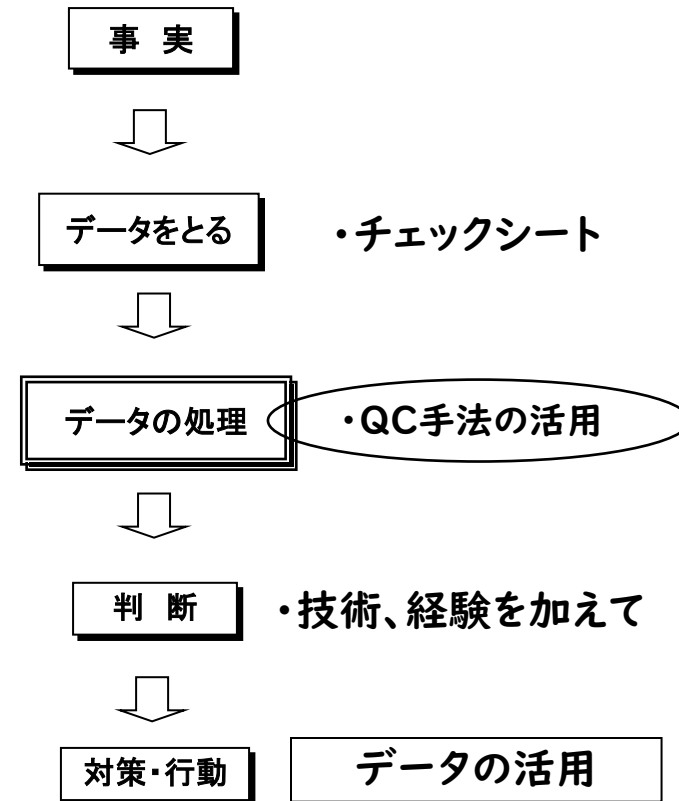 事 実
データをとる ・チェックシート
データの処理 ・QC手法の活用
判 断 ・技術、経験を加えて
対策・行動 データの活用